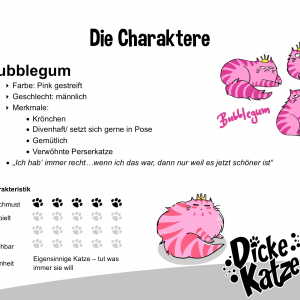 Die Charaktere
ubblegum
Farbe: Pink gestreift
Geschlecht: männlich
Merkmale:
Krönchen
Divenhaft/ setzt sich gerne in Pose
Gemütlich
Verwöhnte Perserkatze
„Ich hab' immer recht…wenn ich das war, dann nur weil es jetzt schöner ist"
Bubblegum
rakteristik
chmust
pielt
hbar
nheit
Eigensinnige Katze – tut was
immer sie will
Dicke
Katze